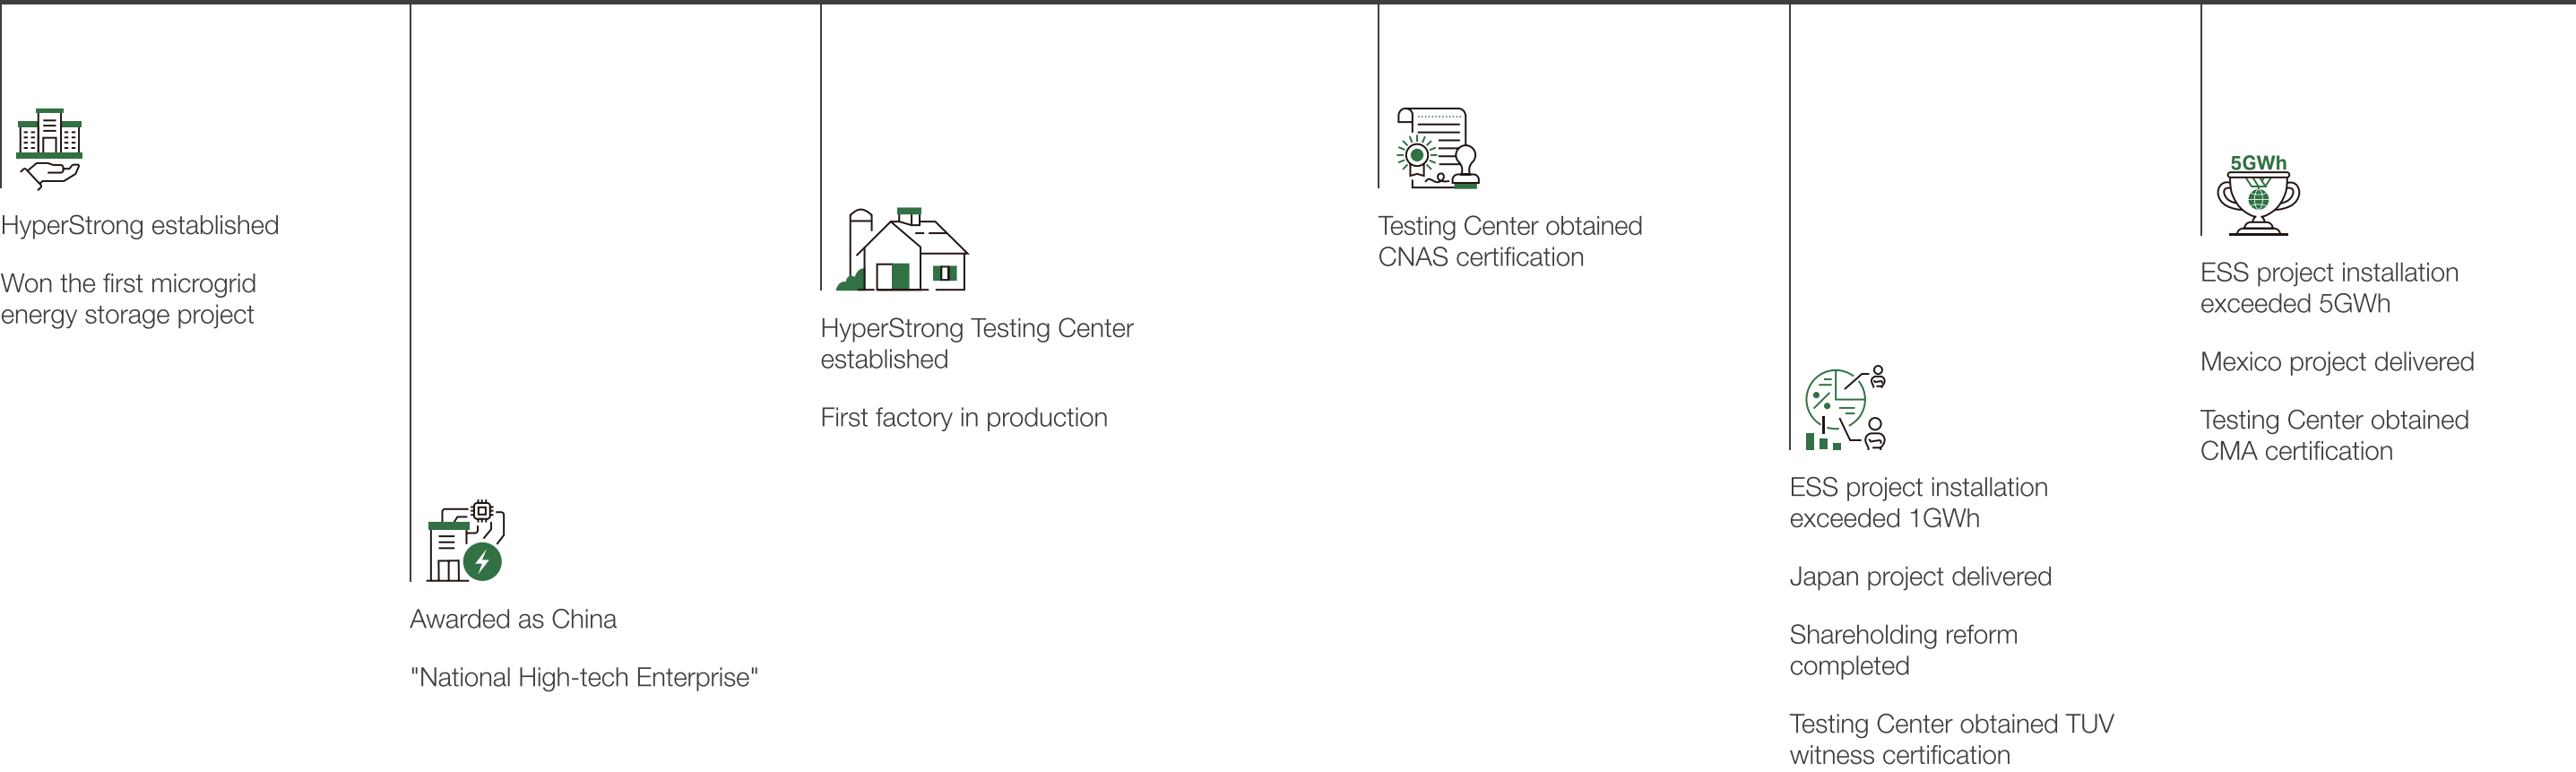 HyperStrong established
Won the first microgrid
energy storage project
Awarded as China
"National High-tech Enterprise"
HyperStrong Testing Center
established
First factory in production
Testing Center obtained
CNAS certification
ESS project installation
exceeded 1GWh
Japan project delivered
Shareholding reform
completed
Testing Center obtained TUV
witness certification
5GWh
ESS project installation
exceeded 5GWh
Mexico project delivered
Testing Center obtained
CMA certification